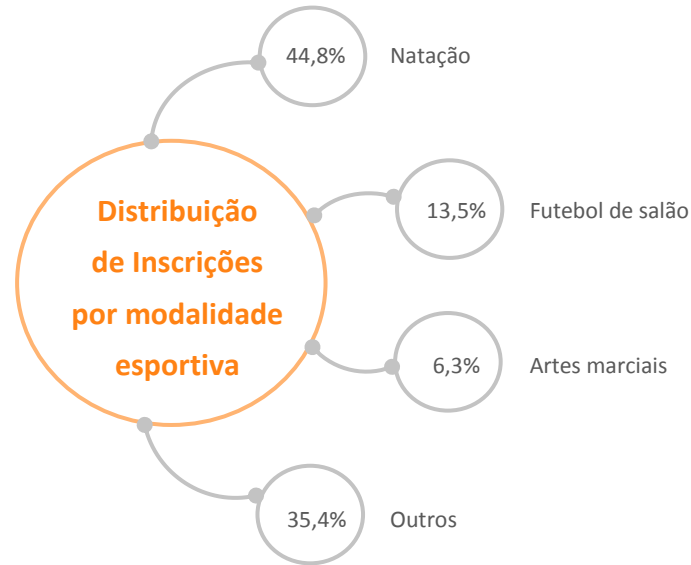 44,8% Natação
Distribuição
de Inscrições
por modalidade
esportiva
13,5% Futebol de salão
6,3% Artes marciais
35,4% Outros